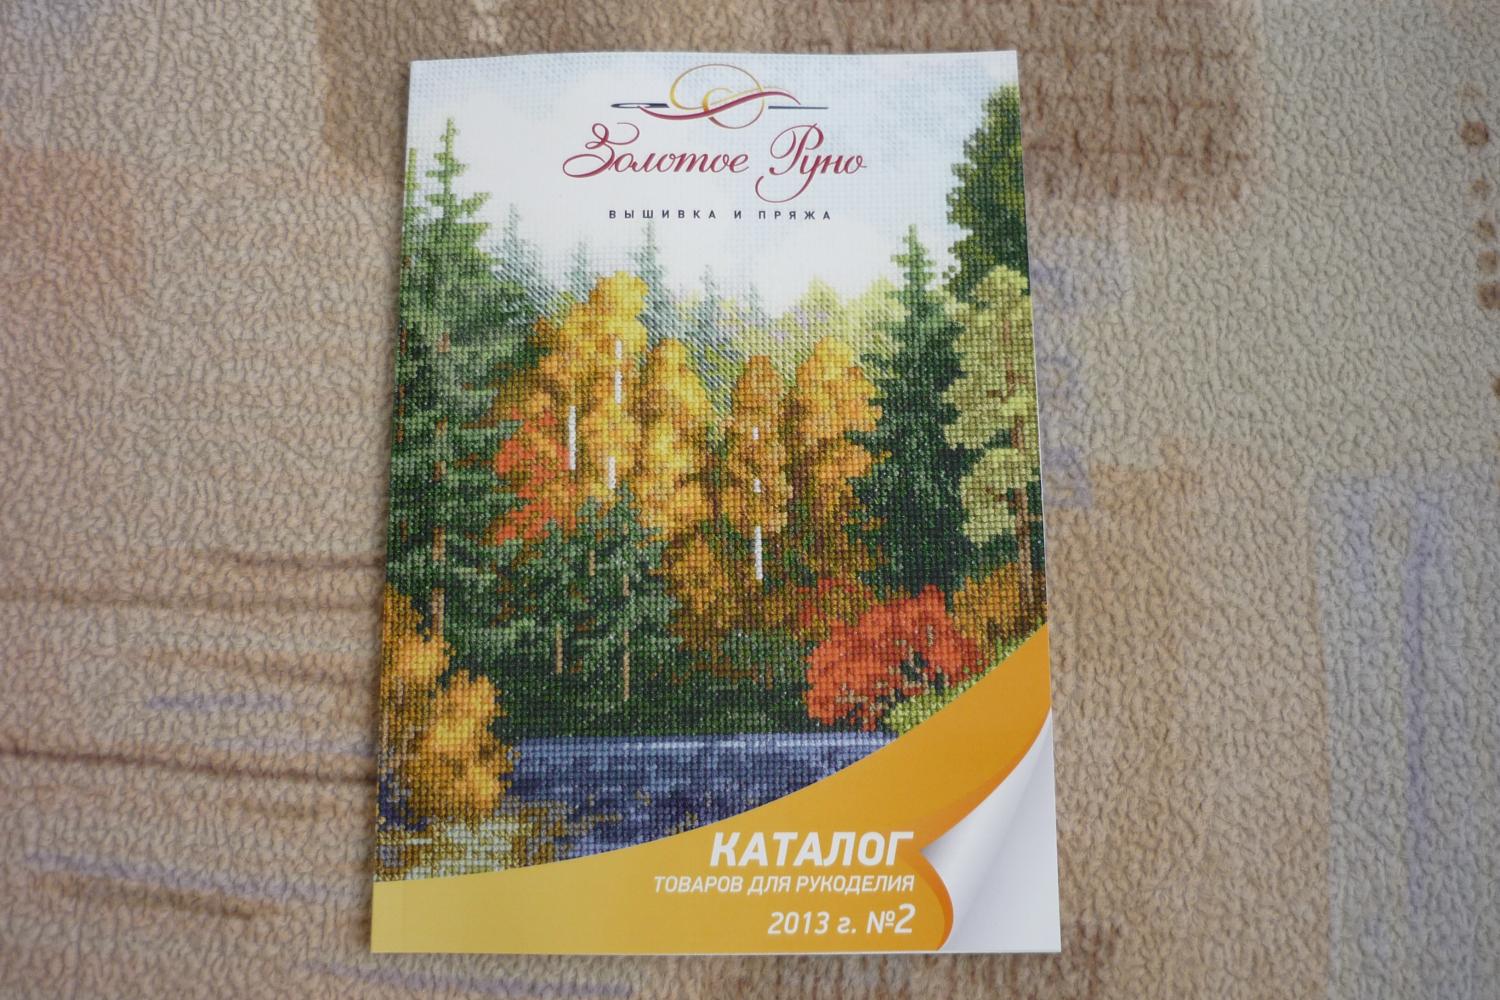 Золотое Руно
ВЫШИВКА И ПРЯЖА
КАТАЛОГ
ТОВАРОВ ДЛЯ РУКОДЕЛИЯ
2013 г. №2